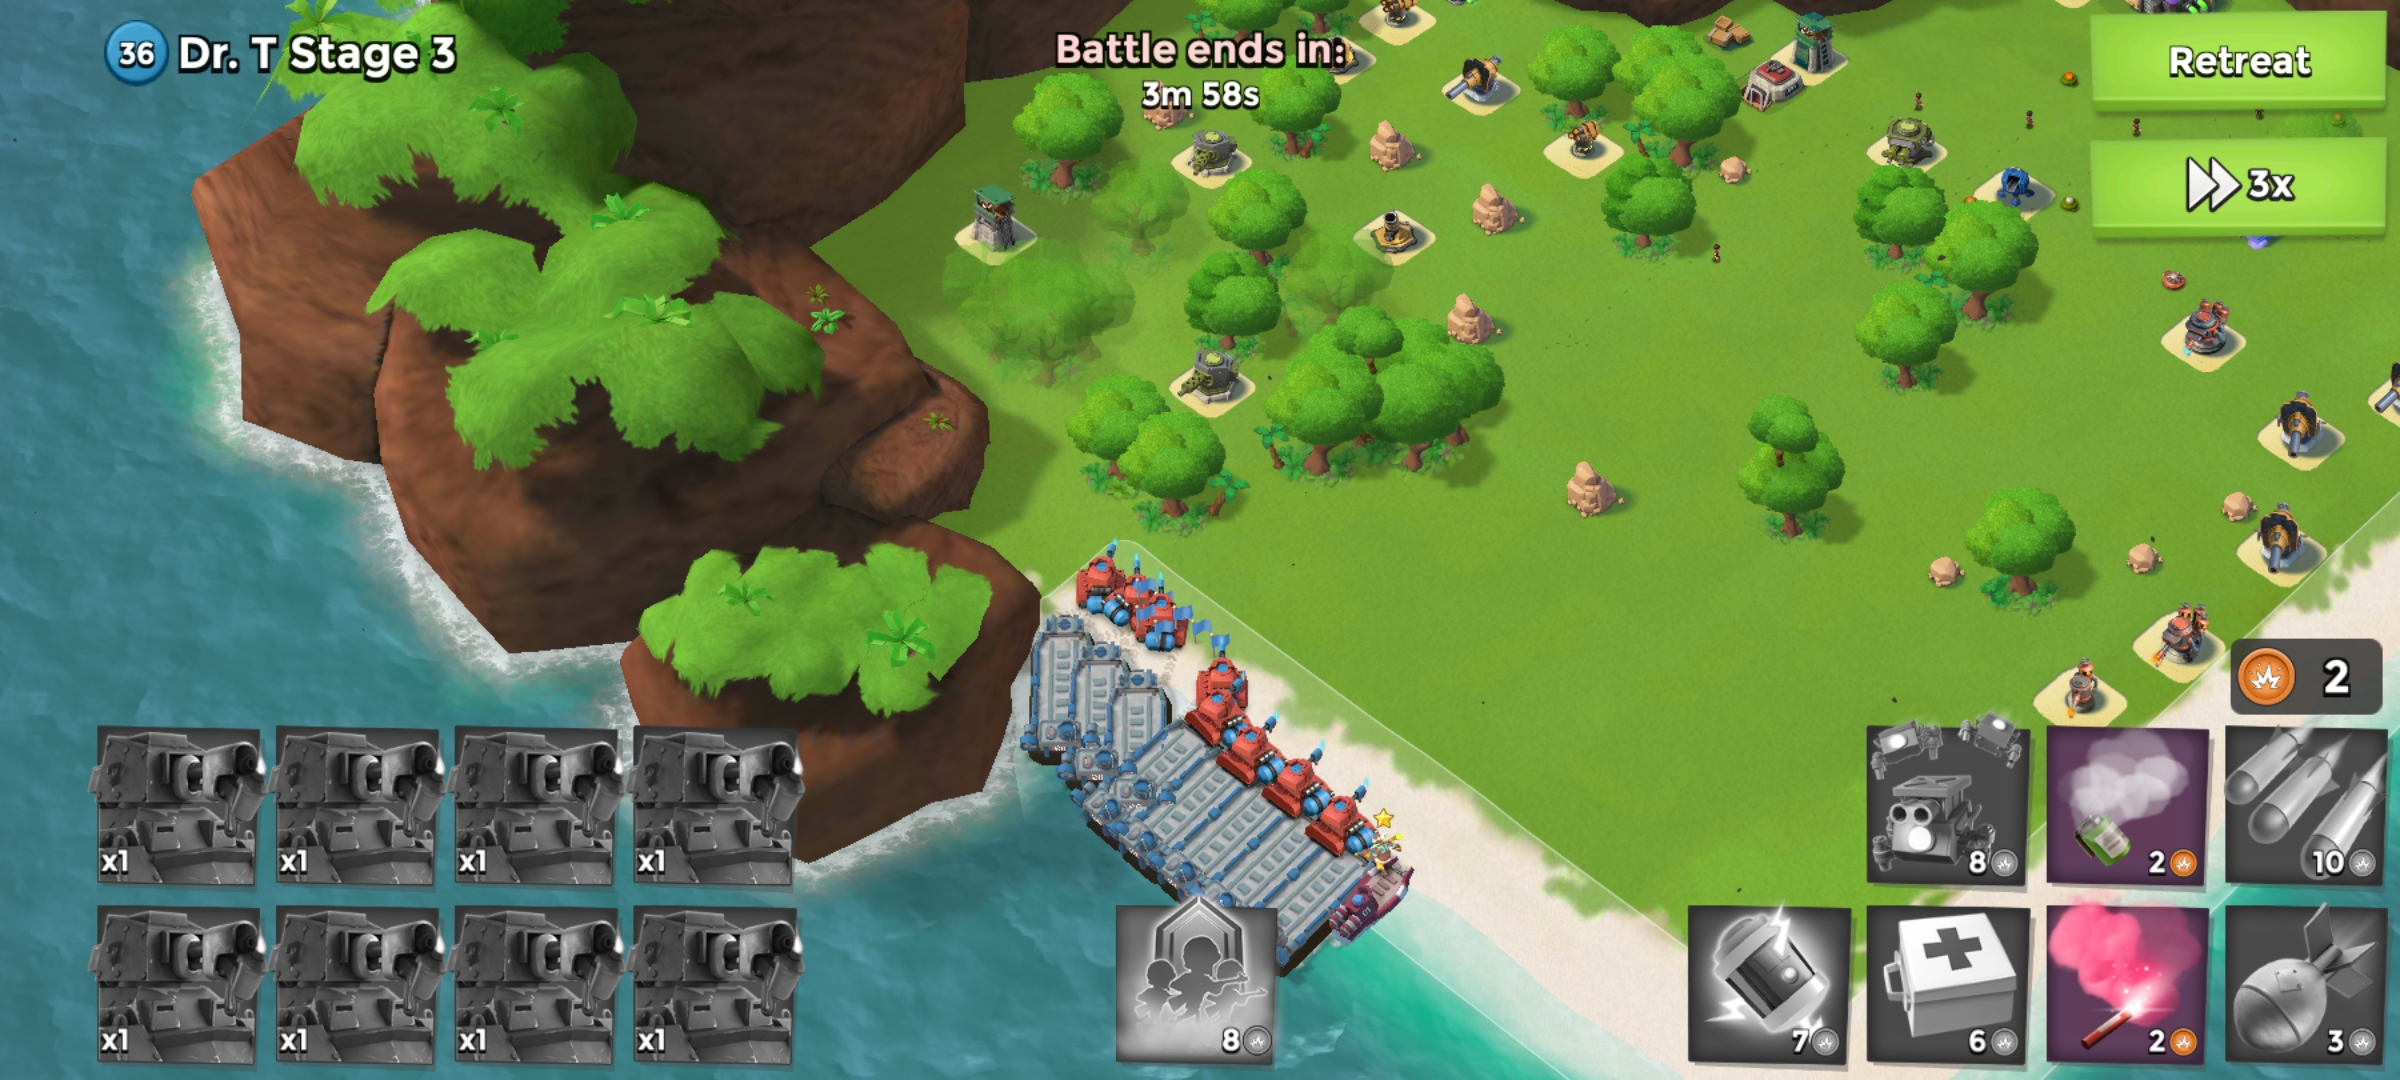 36 Dr. T Stage 3
Battle ends in:
3m 58s
Retreat
3x
2
x1 x1 x1 x1
8 2 10
x1 x1 x1 x1
8
7 6 2 3